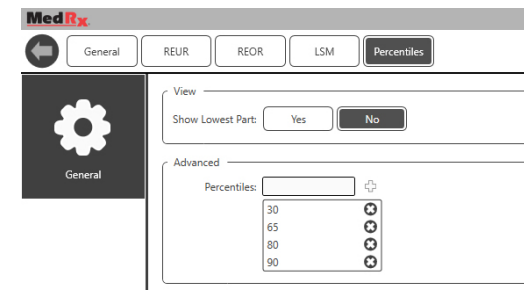 MedRx
General REUR REOR LSM Percentiles
General
View
Show Lowest Part: Yes No
Advanced
Percentiles:
30
65
80
90